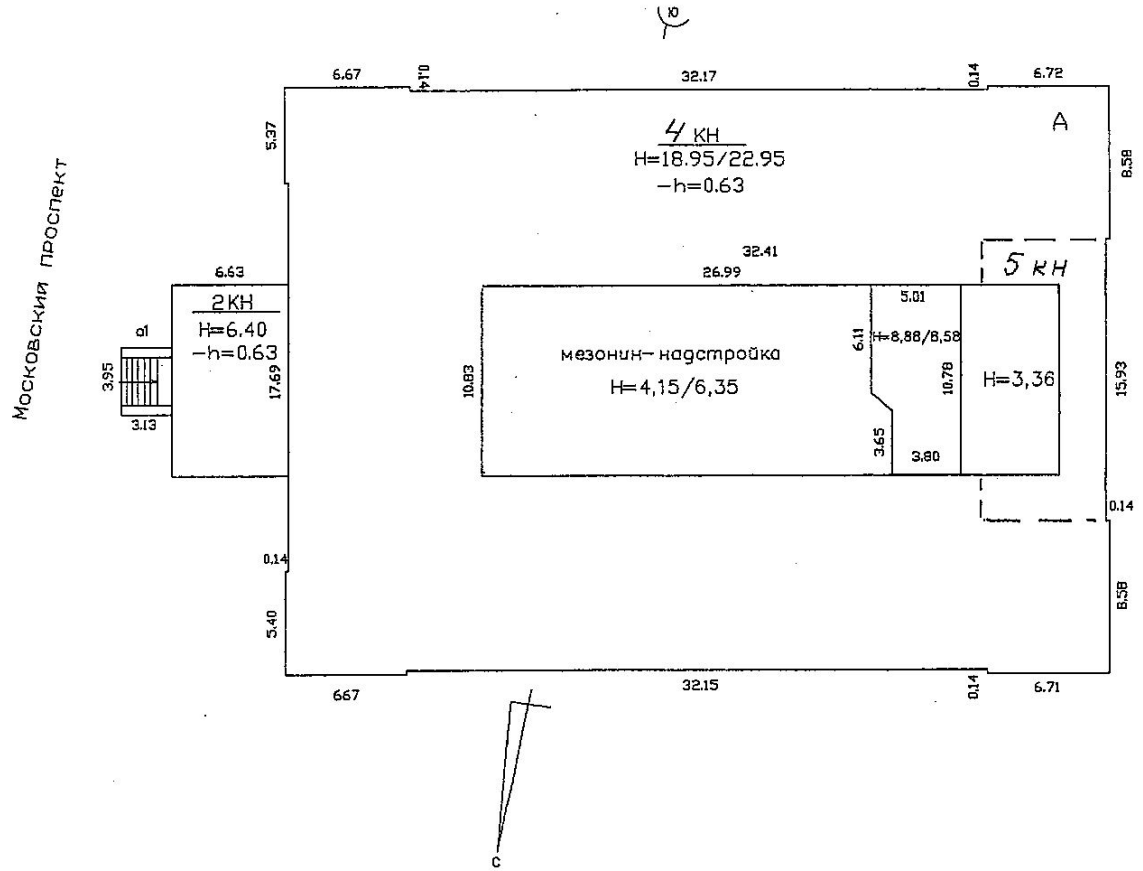 Ю
6.67
0.14
32.17
0.14
6.72
5.37
4 КН
H=18.95/22.95
-h=0.63
А
8.58
Московский проспект
6.63
32.41
26.99
5 кн
2КН
H=6.40
-h=0.63
5.01
а1
6.11
H=8,88/8,58
мезонин-надстройка
H=4,15/6,35
3.95
17.69
10.83
10.78
H=3,36
15.93
3.13
3.65
3.80
0.14
0.14
5.40
8.58
667
32.15
0.14
6.71
С